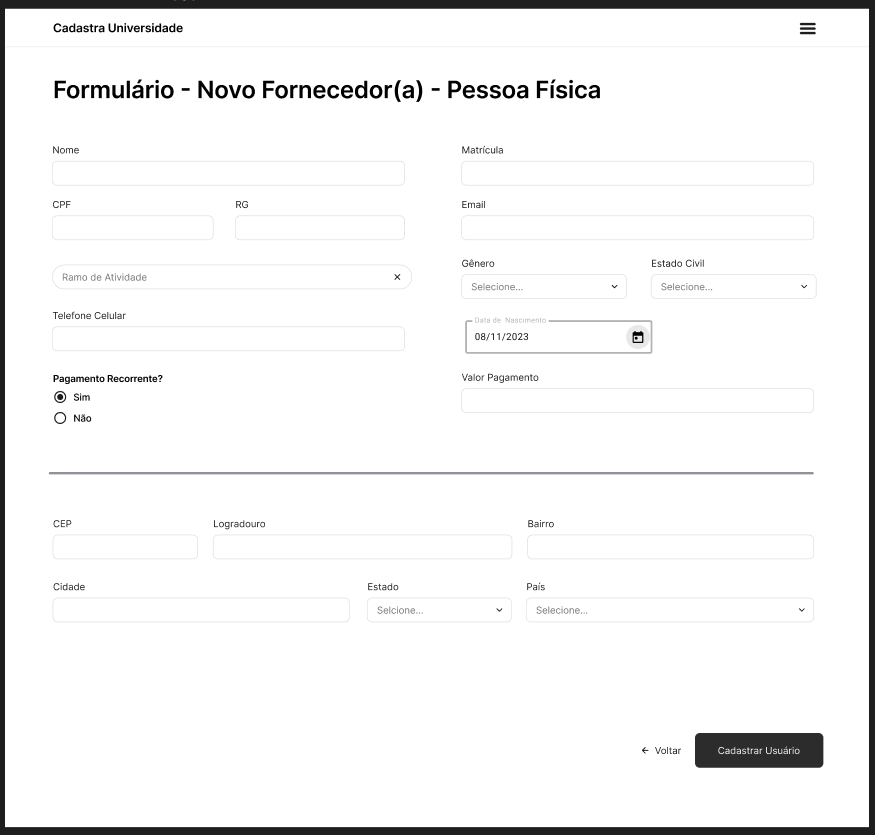 Cadastra Universidade
Formulário - Novo Fornecedor(a) - Pessoa Física
Nome
Matrícula
CPF
RG
Email
Ramo de Atividade
Gênero
Estado Civil
Selecione...
Selecione...
Telefone Celular
Data de Nascimento
08/11/2023
Pagamento Recorrente?
Sim
Não
Valor Pagamento
CEP
Logradouro
Bairro
Cidade
Estado
País
Selcione...
Selecione...
Voltar
Cadastrar Usuário